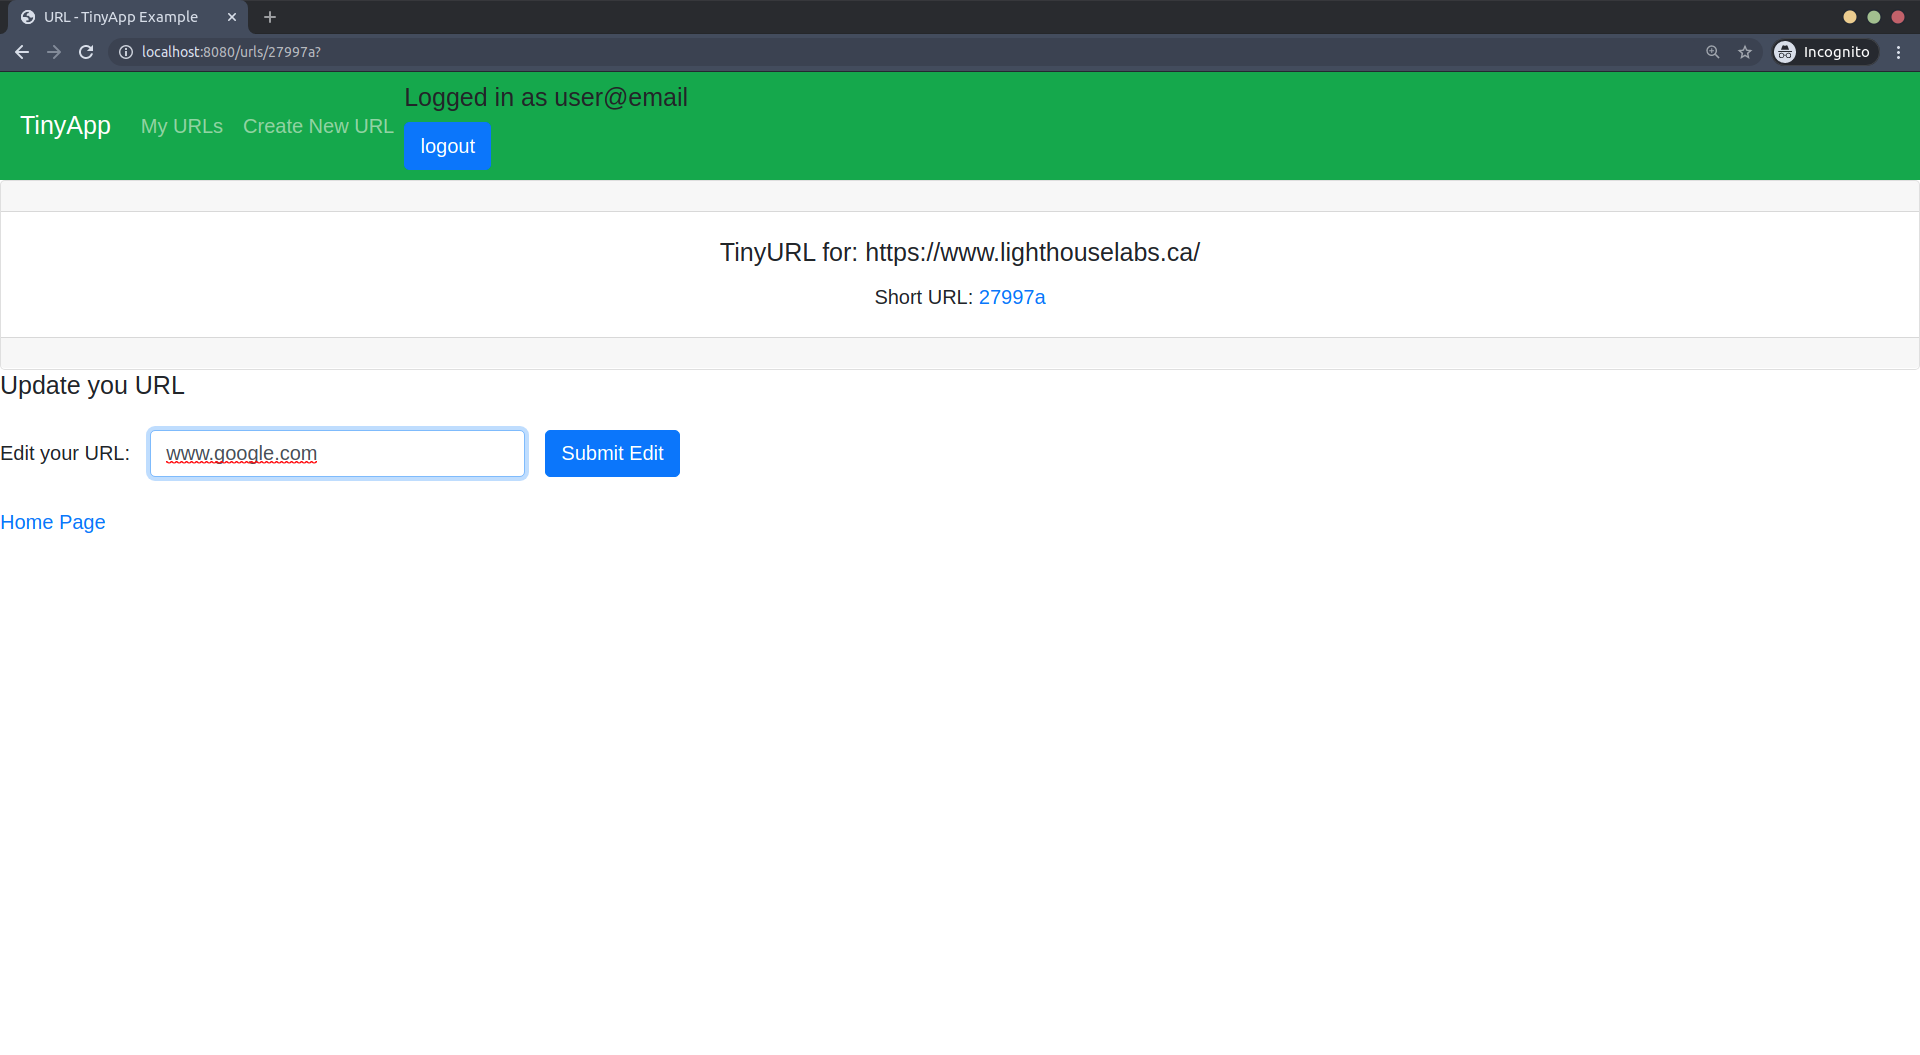 URL - TinyApp Example
localhost:8080/urls/27997a?
Incognito
Logged in as user@email
TinyApp My URLs Create New URL
logout
TinyURL for: https://www.lighthouselabs.ca/
Short URL: 27997a
Update you URL
Edit your URL: www.google.com Submit Edit
Home Page